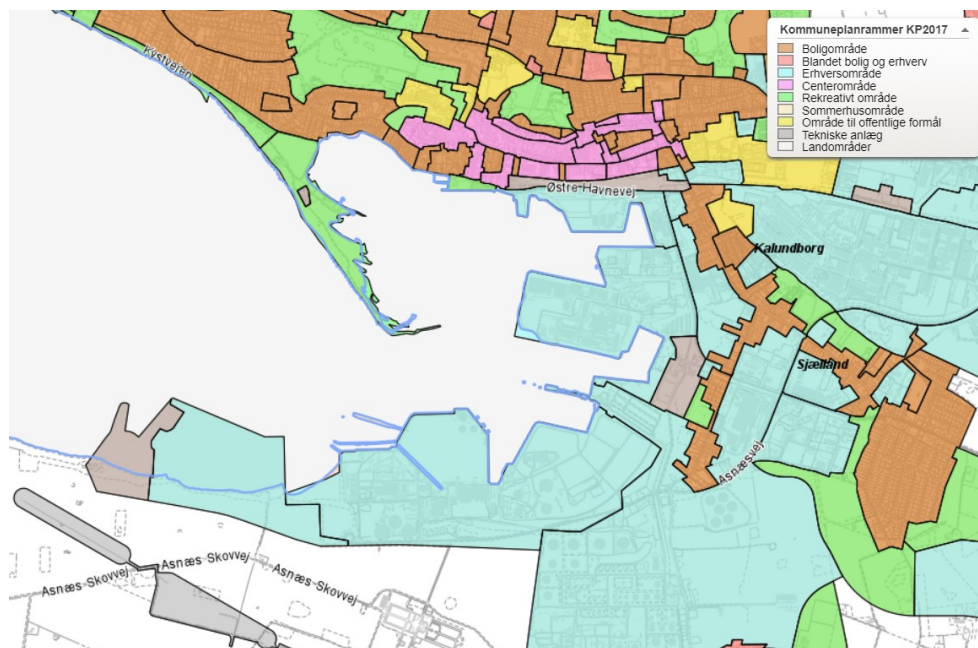 Kommuneplanrammer KP2017
Boligområde
Blandet bolig og erhverv
Erhversområde
Centerområde
Rekreativt område
Sommerhusområde
Område til offentlige formål
Tekniske anlæg
Landområder
Kystvejen
Østre Havnevej
Kalundborg
Sjælland
Asnæsvej
Asnæs Skovvej
Asnæs Skovvej
Asnæs Skovvej